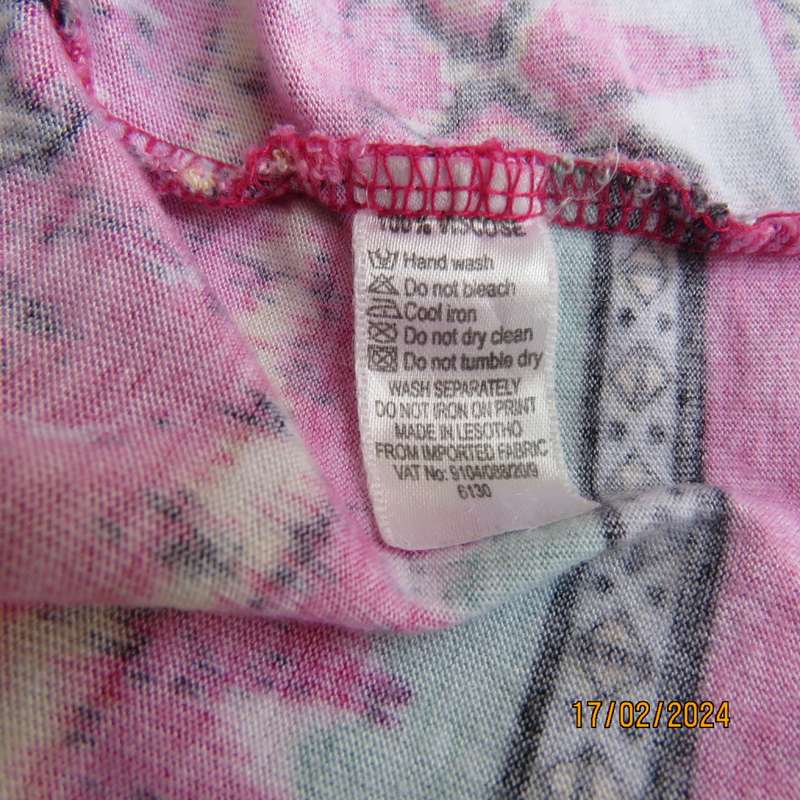 100% VISCOSE
Hand wash
Do not bleach
Cool iron
Do not dry clean
Do not tumble dry
WASH SEPARATELY
DO NOT IRON ON PRINT
MADE IN LESOTHO
FROM IMPORTED FABRIC
VAT No: 9104/088/20/9
6130
17/02/2024